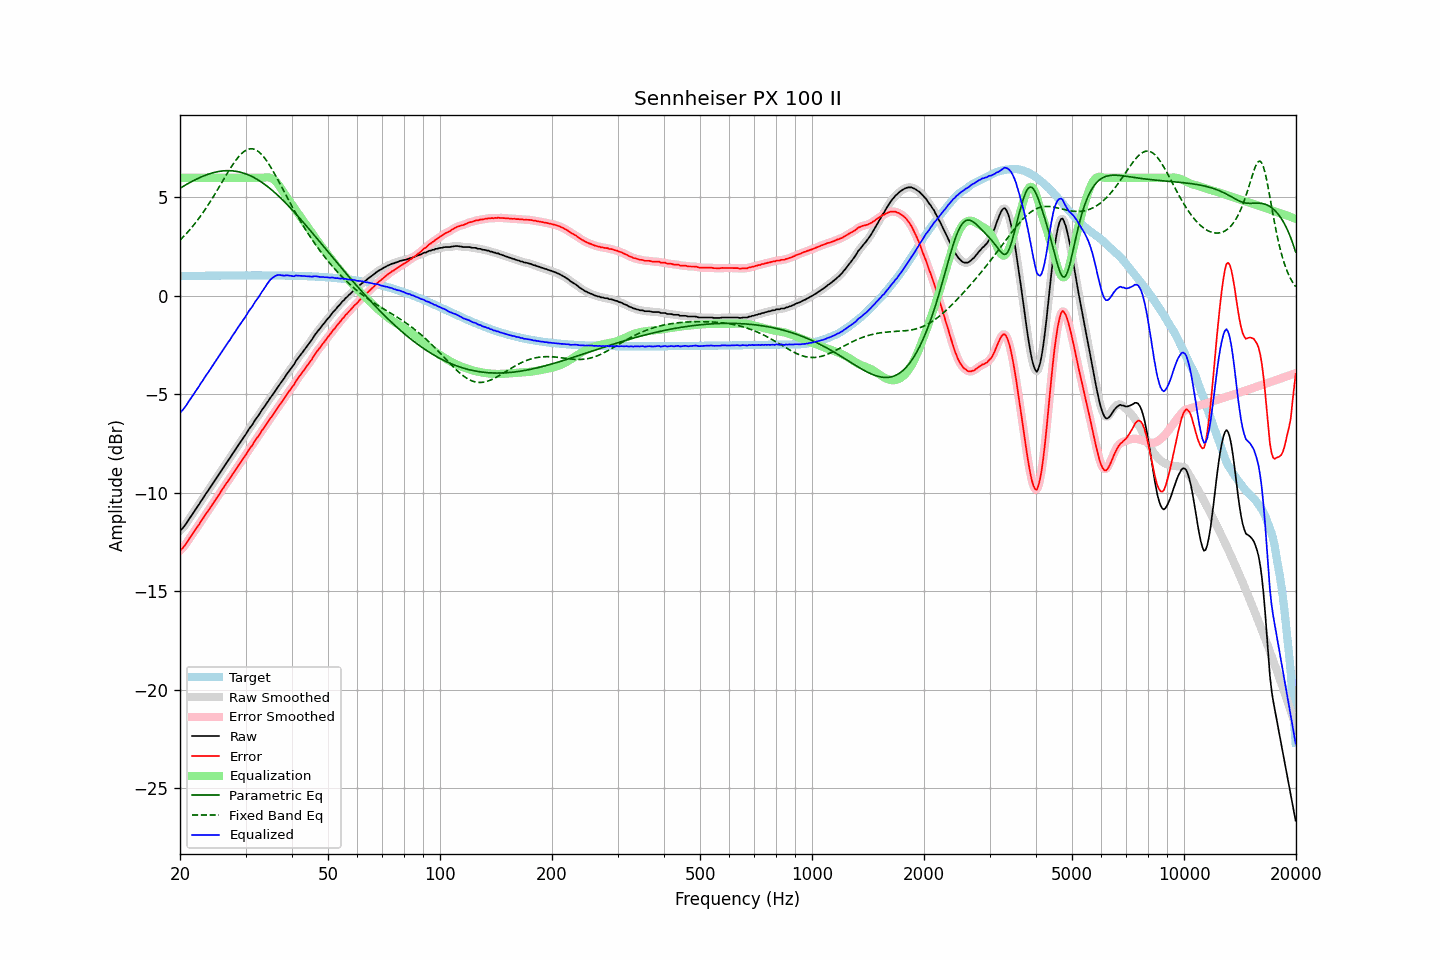 Sennheiser PX 100 II
Amplitude (dBr)
5
0
−5
−10
−15
−20
−25
Target
Raw Smoothed
Error Smoothed
Raw
Error
Equalization
Parametric Eq
Fixed Band Eq
Equalized
20 50 100 200 500 1000 2000 5000 10000 20000
Frequency (Hz)